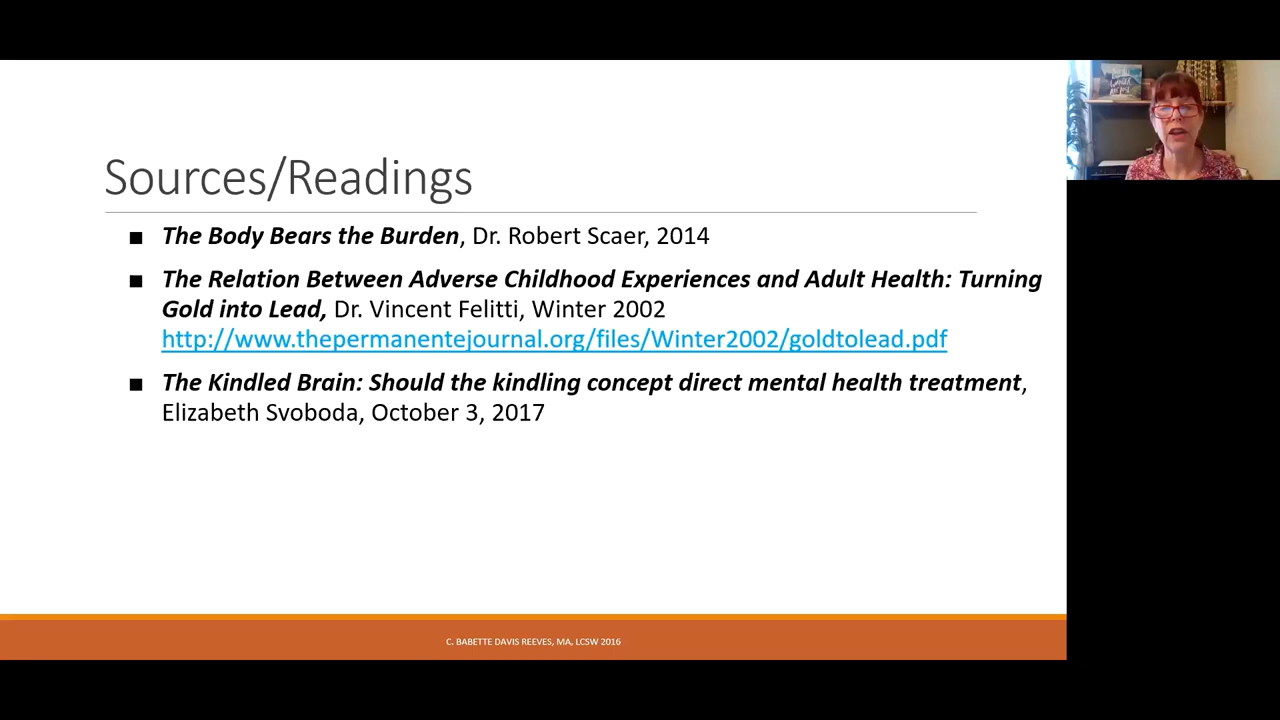 Sources/Readings
■ The Body Bears the Burden, Dr. Robert Scaer, 2014
■ The Relation Between Adverse Childhood Experiences and Adult Health: Turning
Gold into Lead, Dr. Vincent Felitti, Winter 2002
http://www.thepermanentejournal.org/files/Winter2002/goldtolead.pdf
■ The Kindled Brain: Should the kindling concept direct mental health treatment,
Elizabeth Svoboda, October 3, 2017
C. BABETTE DAVIS REEVES, MA, LCSW 2016